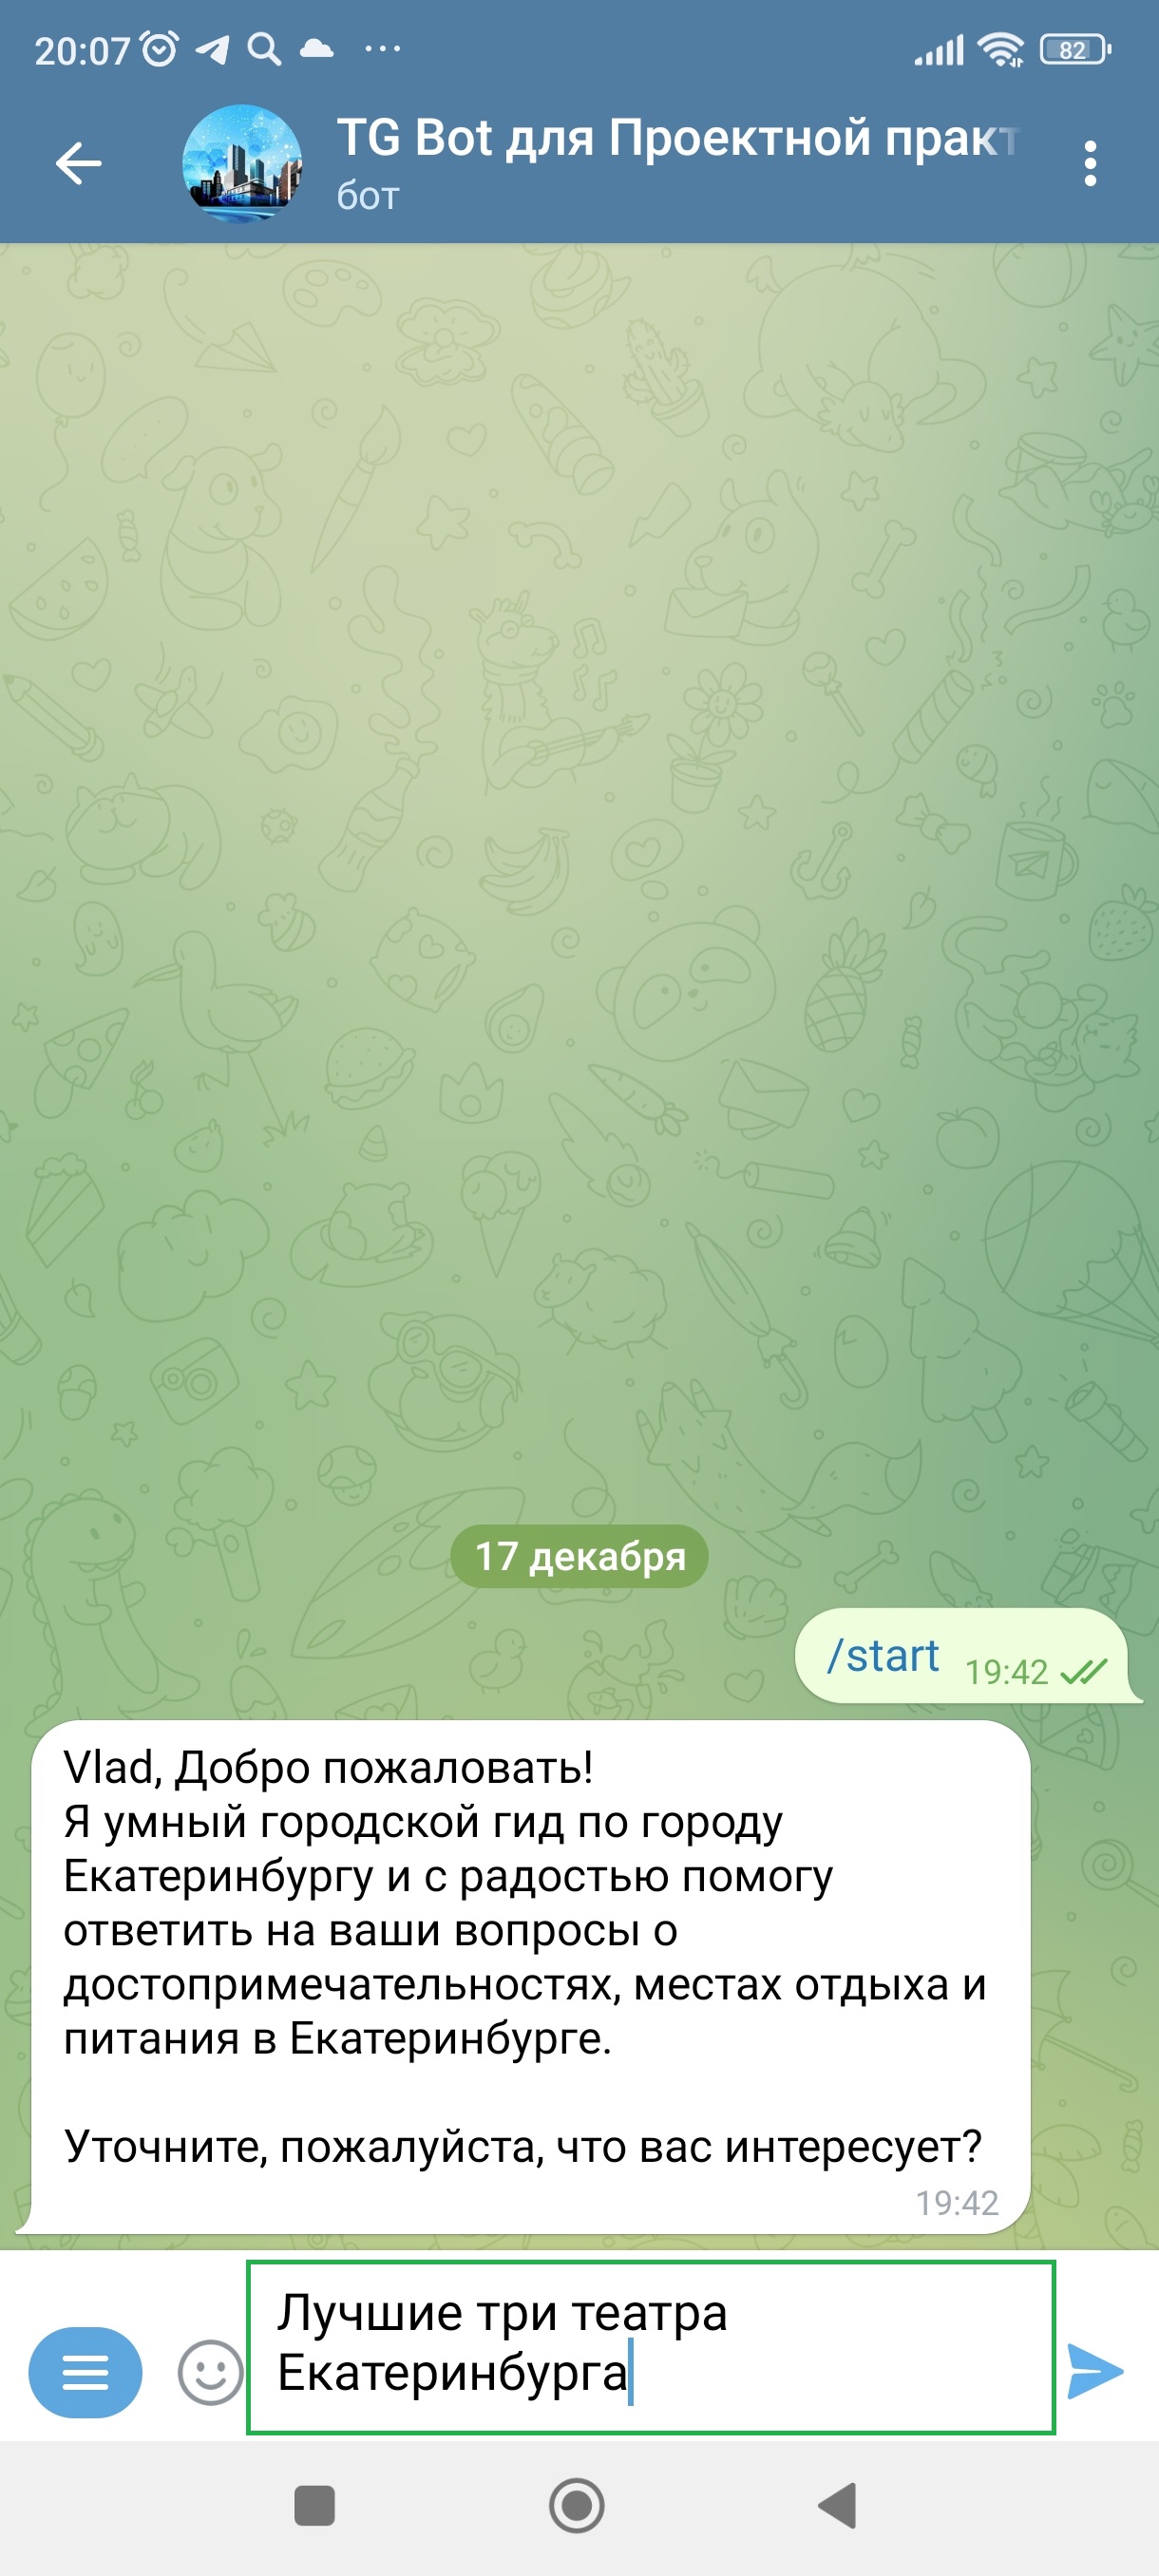 20:07
82
TG Bot для Проектной практ
бот
17 декабря
/start 19:42
Vlad, Добро пожаловать!
Я умный городской гид по городу
Екатеринбургу и с радостью помогу
ответить на ваши вопросы о
достопримечательностях, местах отдыха и
питания в Екатеринбурге.
Уточните, пожалуйста, что вас интересует?
19:42
Лучшие три театра
Екатеринбурга